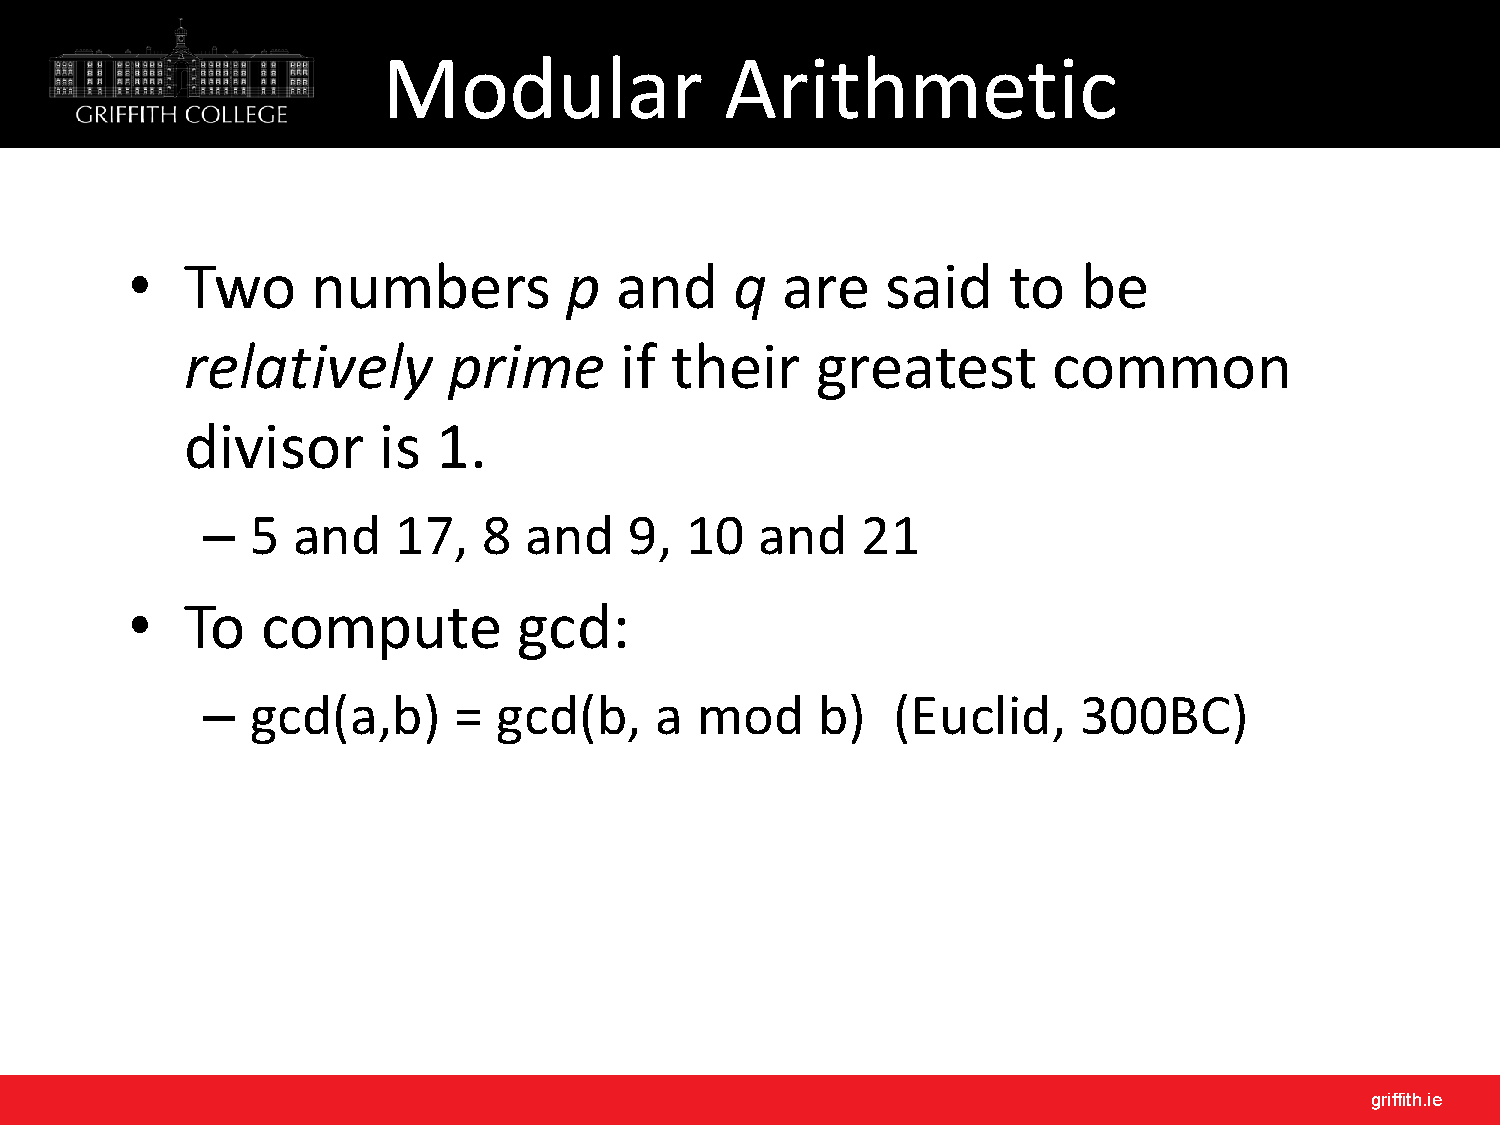 GRIFFITH COLLEGE
Modular Arithmetic
• Two numbers p and q are said to be
relatively prime if their greatest common
divisor is 1.
– 5 and 17, 8 and 9, 10 and 21
• To compute gcd:
– gcd(a,b) = gcd(b, a mod b) (Euclid, 300BC)
griffith.ie